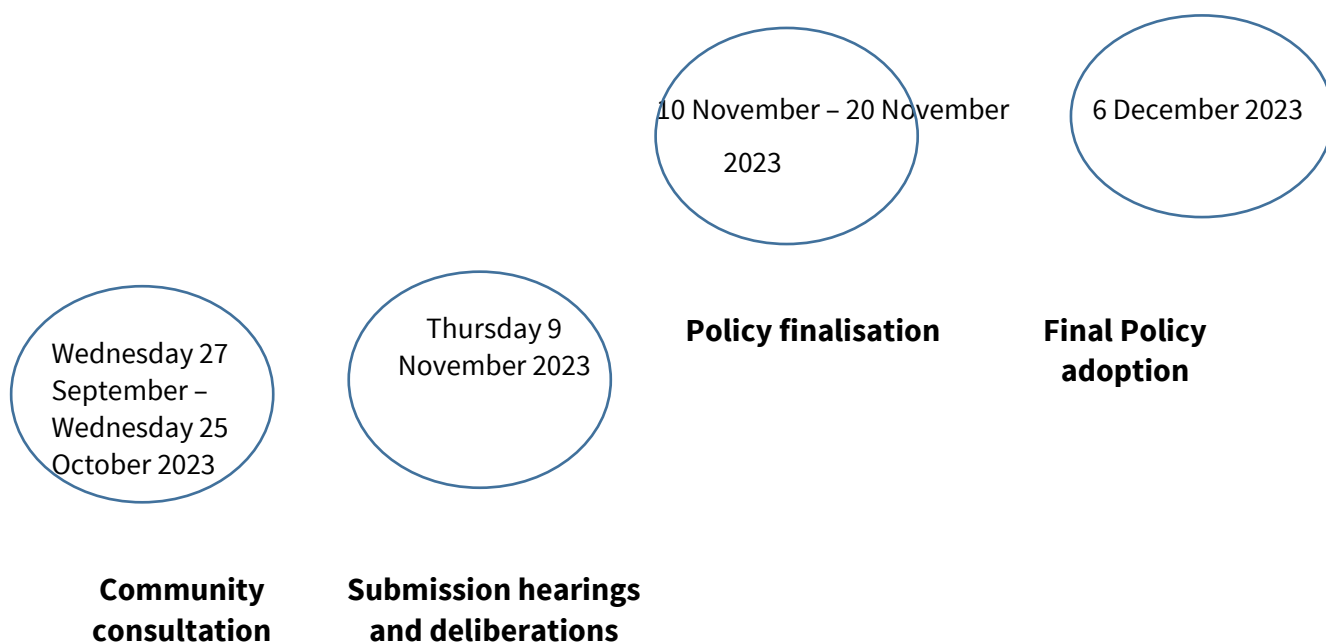 Wednesday 27
September –
Wednesday 25
October 2023
Community
consultation
Thursday 9
November 2023
Submission hearings
and deliberations
10 November – 20 November
2023
Policy finalisation
6 December 2023
Final Policy
adoption